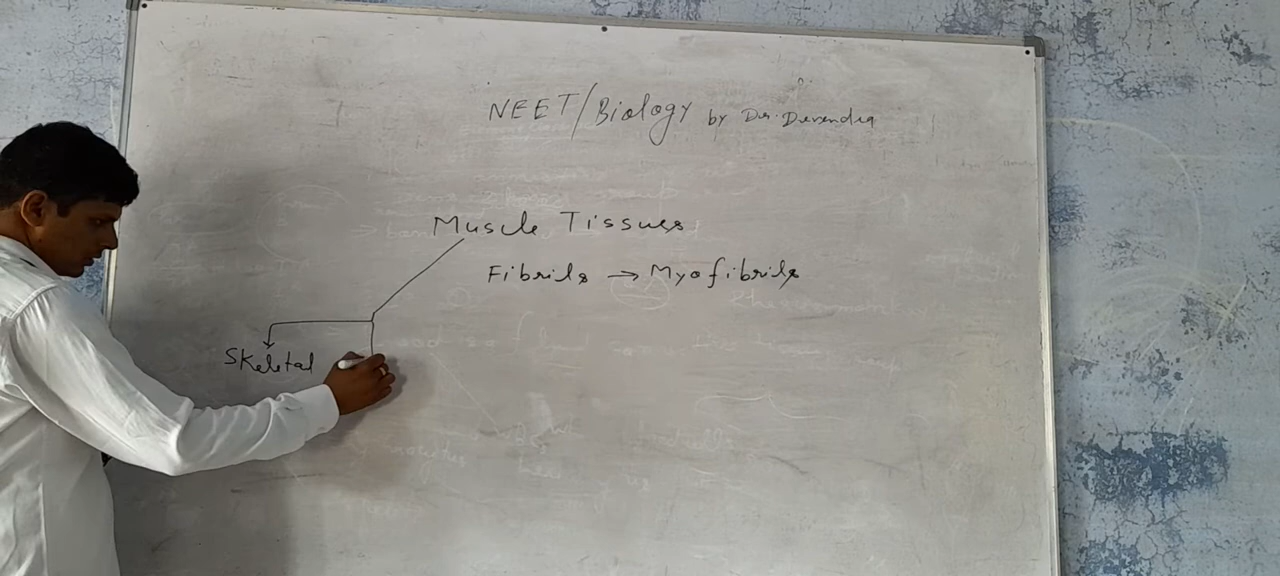 NEET/Biology by Dr. Devendra
Muscle Tissues
Fibrils → Myofibrils
Skeletal